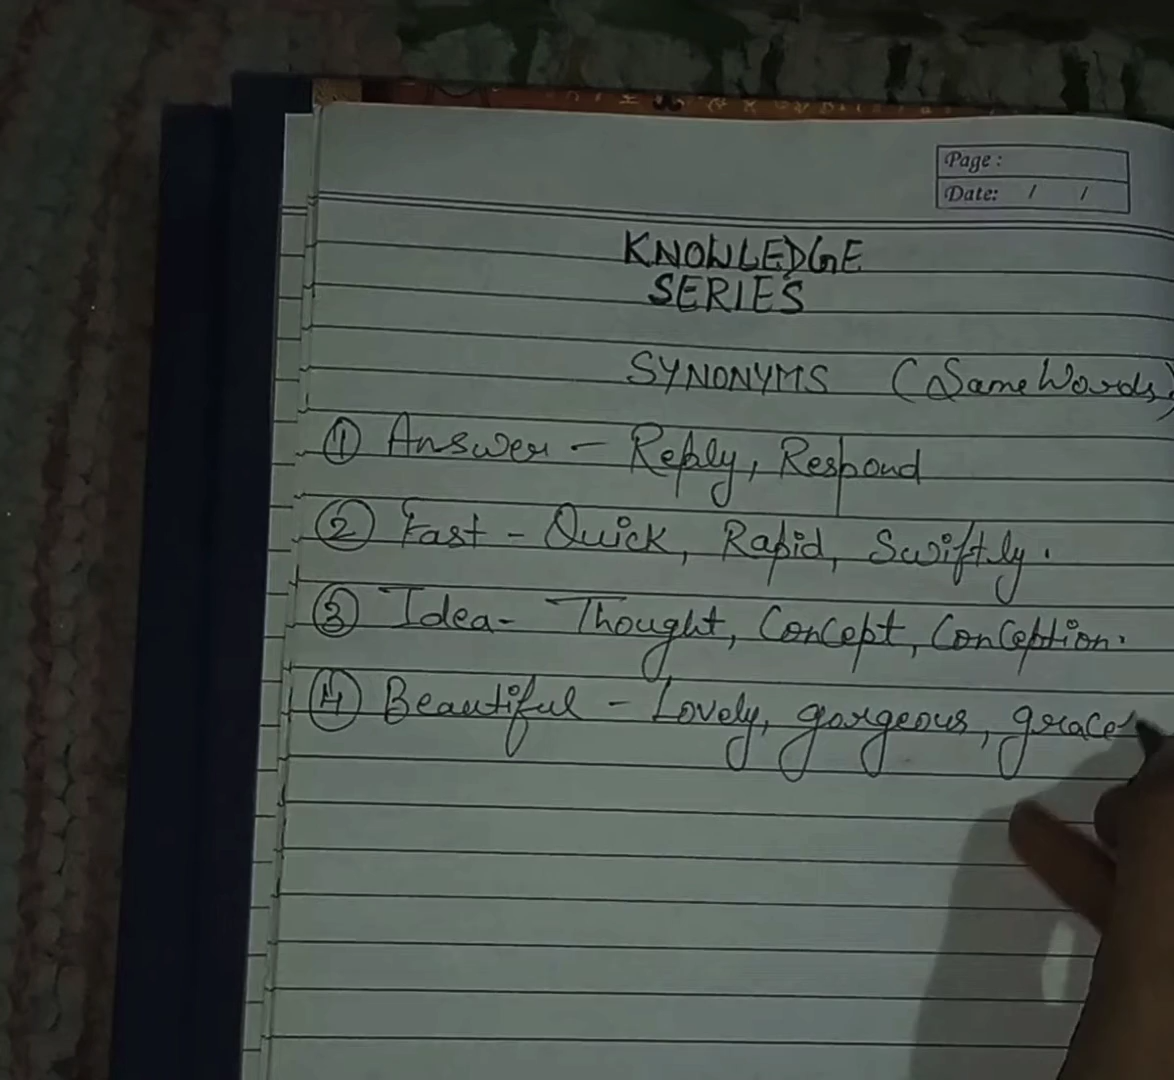 Page :
Date: / /
KNOWLEDGE
SERIES
SYNONYMS (Same Words)
① Answer - Reply, Respond
② Fast - Quick, Rapid, Swiftly.
③ Idea - Thought, Concept, Conception.
④ Beautiful - Lovely, gorgeous, gracef